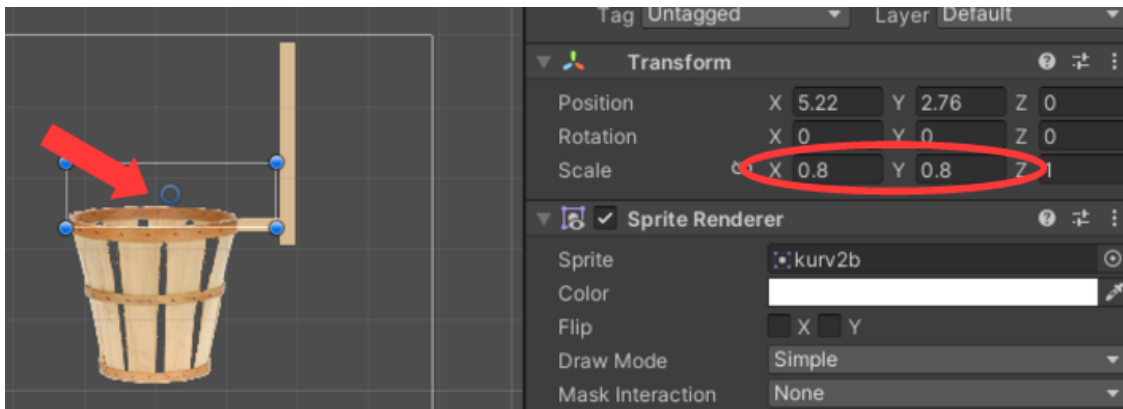 Tag Untagged Layer Default
Transform
Position X 5.22 Y 2.76 Z 0
Rotation X 0 Y 0 Z 0
Scale X 0.8 Y 0.8 Z 1
Sprite Renderer
Sprite kurv2b
Color
Flip X Y
Draw Mode Simple
Mask Interaction None